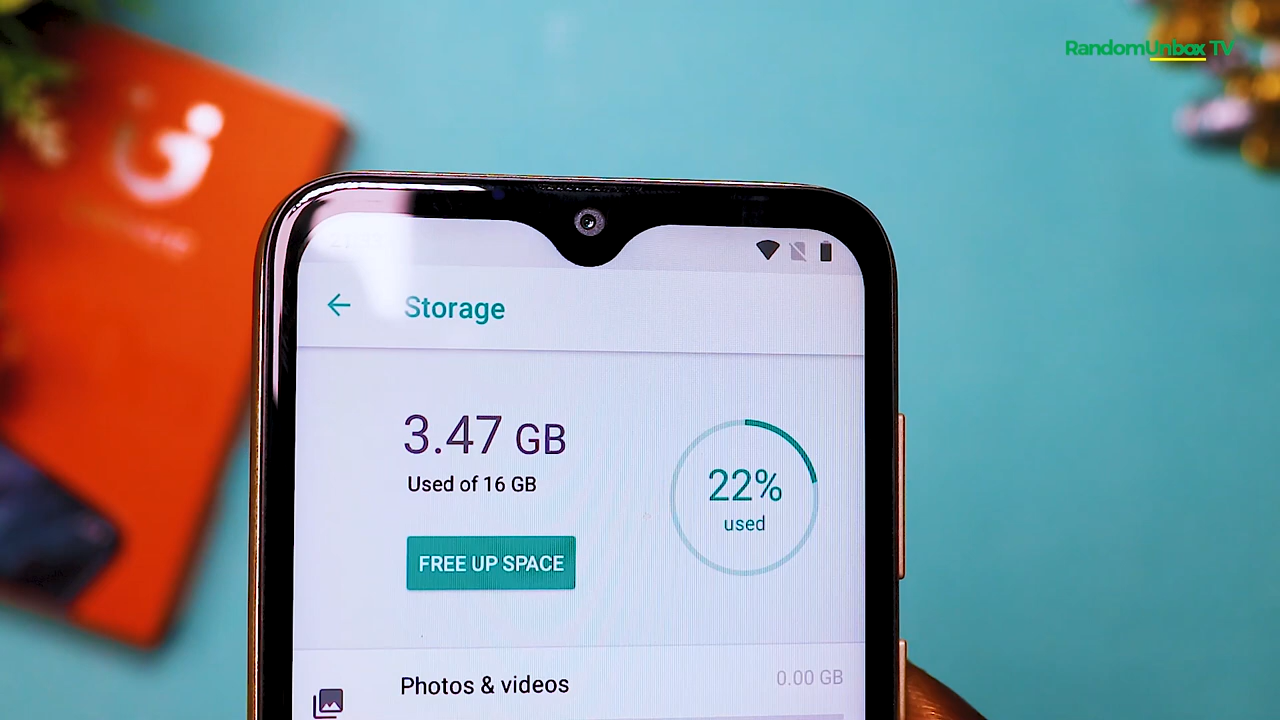 RandomUnbox TV
Storage
3.47 GB
Used of 16 GB
22%
used
FREE UP SPACE
Photos & videos
0.00 GB